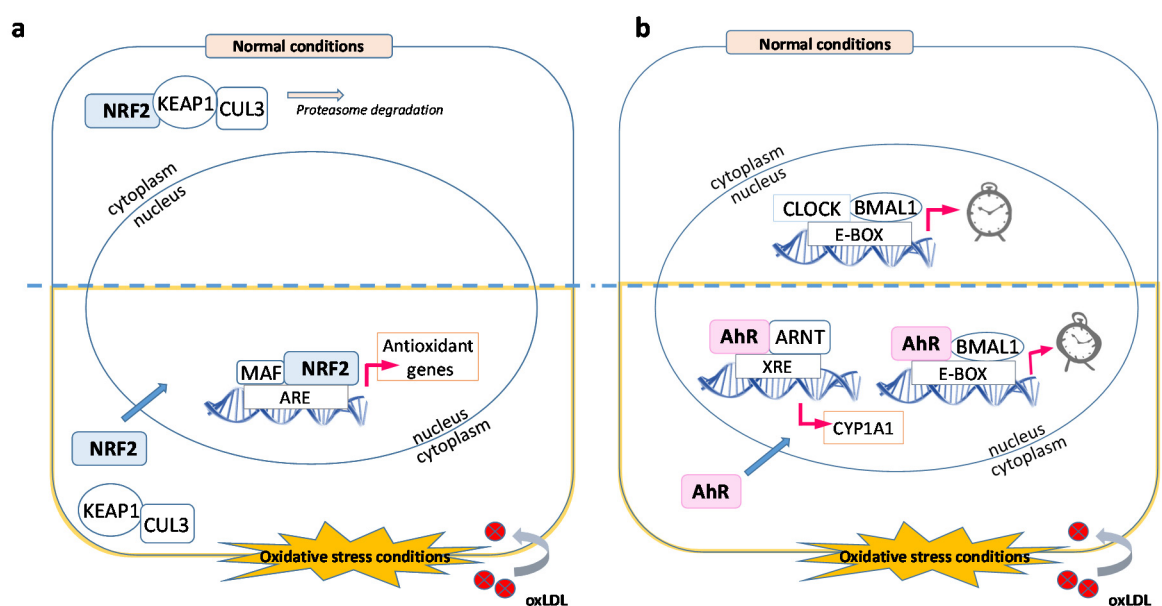 a
Normal conditions
NRF2
KEAP1
CUL3
Proteasome degradation
cytoplasm
nucleus
MAF
NRF2
ARE
Antioxidant
genes
nucleus
cytoplasm
NRF2
KEAP1
CUL3
Oxidative stress conditions
oxLDL
b
Normal conditions
cytoplasm
nucleus
CLOCK
BMAL1
E-BOX
AhR
ARNT
XRE
CYP1A1
AhR
BMAL1
E-BOX
nucleus
cytoplasm
AhR
Oxidative stress conditions
oxLDL